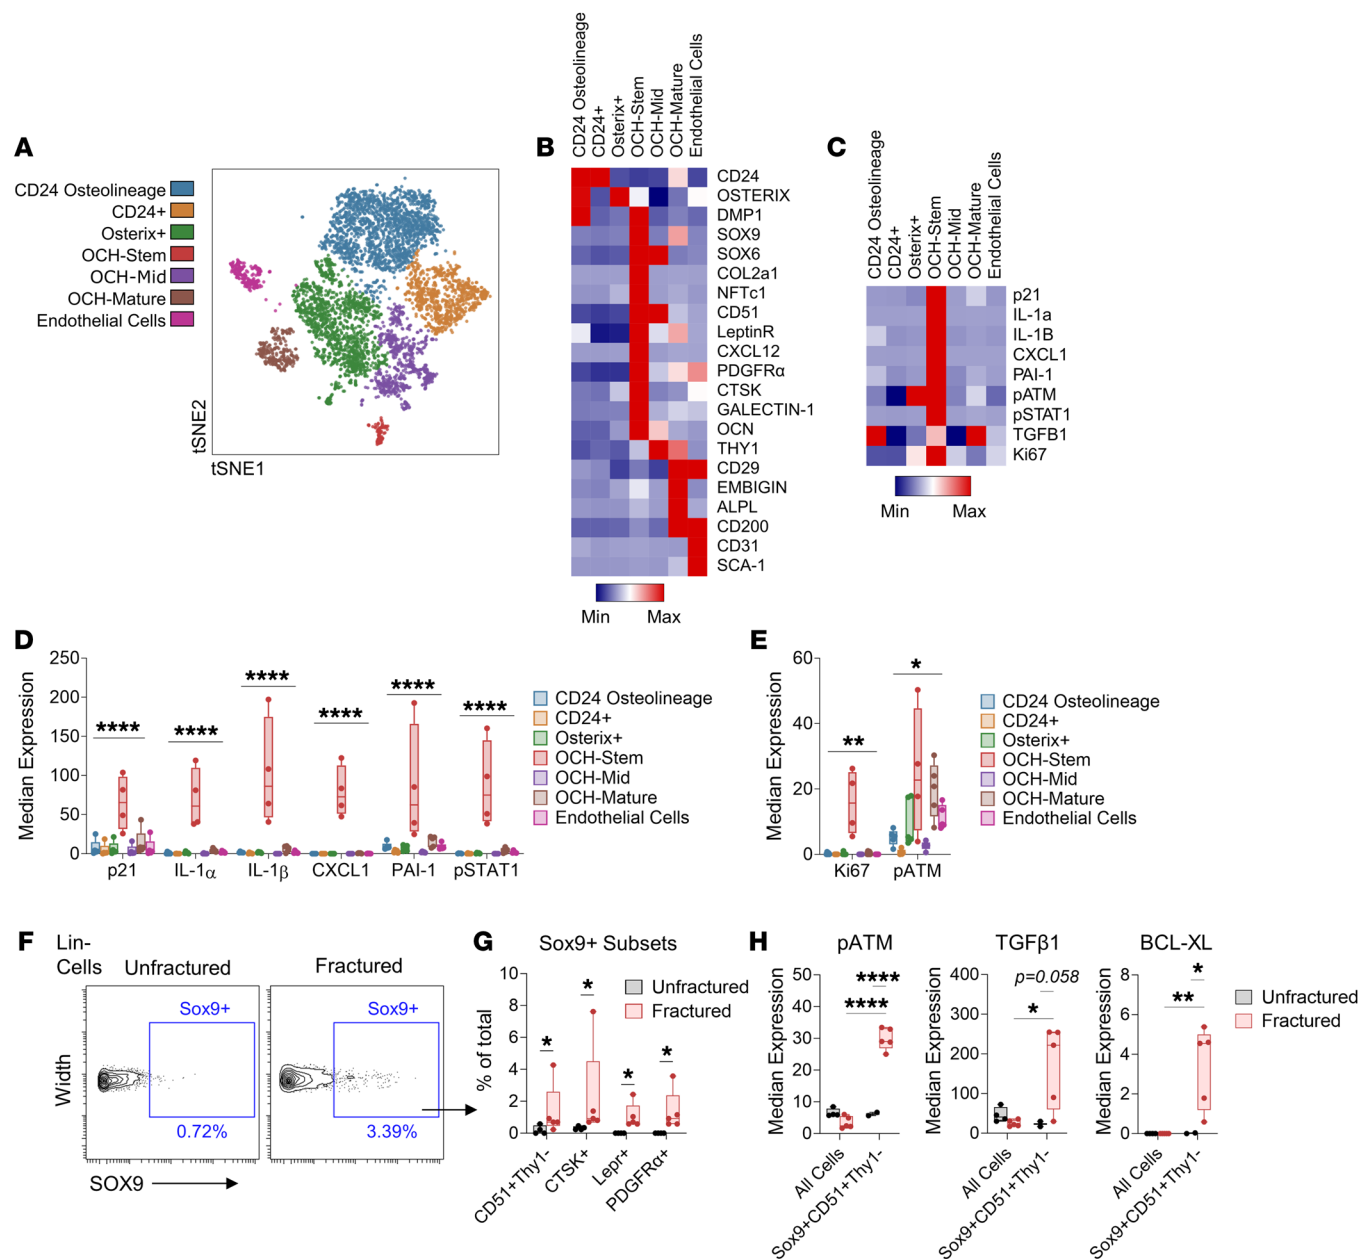 A
CD24 Osteolineage
CD24+
Osterix+
OCH-Stem
OCH-Mid
OCH-Mature
Endothelial Cells
tSNE2
tSNE1
B
CD24 Osteolineage
CD24+
Osterix+
OCH-Stem
OCH-Mid
OCH-Mature
Endothelial Cells
CD24
OSTERIX
DMP1
SOX9
SOX6
COL2a1
NFTc1
CD51
LeptinR
CXCL12
PDGFRα
CTSK
GALECTIN-1
OCN
THY1
CD29
EMBIGIN
ALPL
CD200
CD31
SCA-1
Min Max
C
CD24 Osteolineage
CD24+
Osterix+
OCH-Stem
OCH-Mid
OCH-Mature
Endothelial Cells
p21
IL-1a
IL-1B
CXCL1
PAI-1
pATM
pSTAT1
TGFB1
Ki67
Min Max
D
Median Expression
250
200
150
100
50
0
**** **** **** **** **** ****
p21 IL-1α IL-1β CXCL1 PAI-1 pSTAT1
CD24 Osteolineage
CD24+
Osterix+
OCH-Stem
OCH-Mid
OCH-Mature
Endothelial Cells
E
Median Expression
60
40
20
0
** *
Ki67 pATM
CD24 Osteolineage
CD24+
Osterix+
OCH-Stem
OCH-Mid
OCH-Mature
Endothelial Cells
F
Lin-
Cells
Unfractured Fractured
Sox9+ Sox9+
0.72% 3.39%
Width
SOX9
G
Sox9+ Subsets
% of total
10
8
6
4
2
0
* * * *
Unfractured
Fractured
CD51+Thy1-
CTSK+
Lepr+
PDGFRα+
H
pATM
Median Expression
50
40
30
20
10
0
****
****
All Cells
Sox9+CD51+Thy1-
TGFβ1
Median Expression
400
300
200
100
0
p=0.058
*
All Cells
Sox9+CD51+Thy1-
BCL-XL
Median Expression
8
6
4
2
0
*
**
All Cells
Sox9+CD51+Thy1-
Unfractured
Fractured